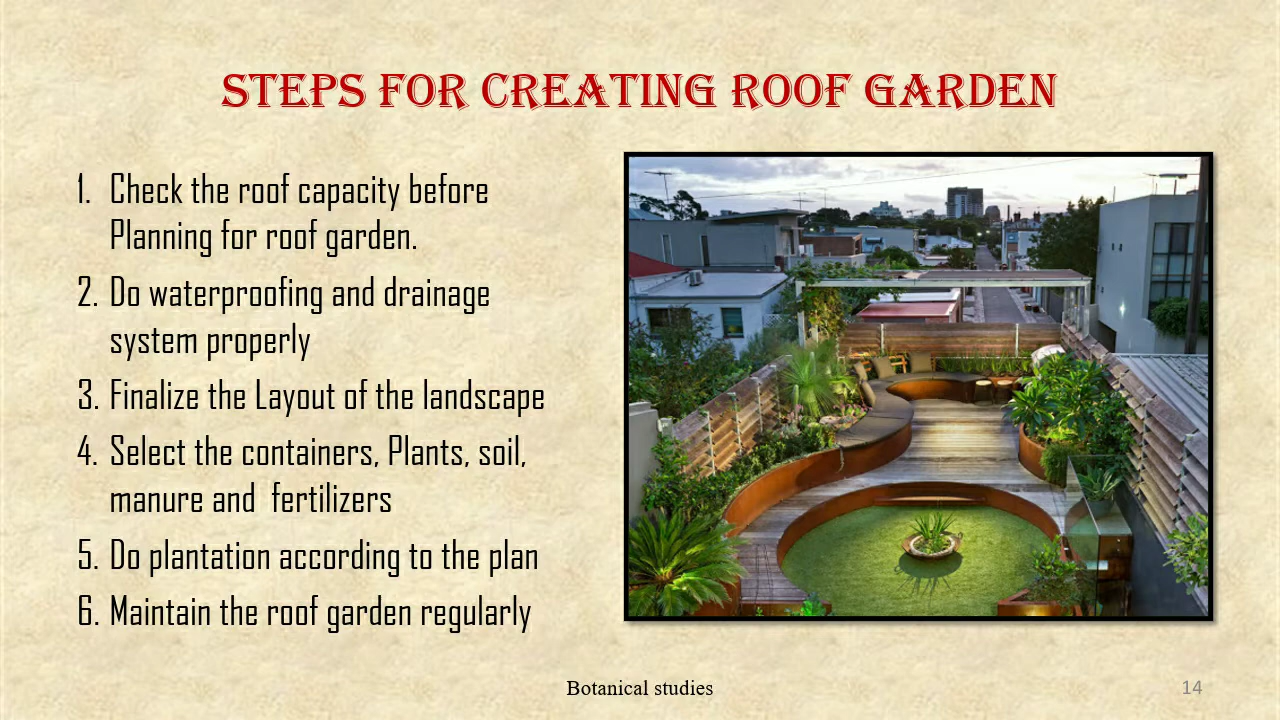 STEPS FOR CREATING ROOF GARDEN
1. Check the roof capacity before
Planning for roof garden.
2. Do waterproofing and drainage
system properly
3. Finalize the Layout of the landscape
4. Select the containers, Plants, soil,
manure and fertilizers
5. Do plantation according to the plan
6. Maintain the roof garden regularly
Botanical studies
14